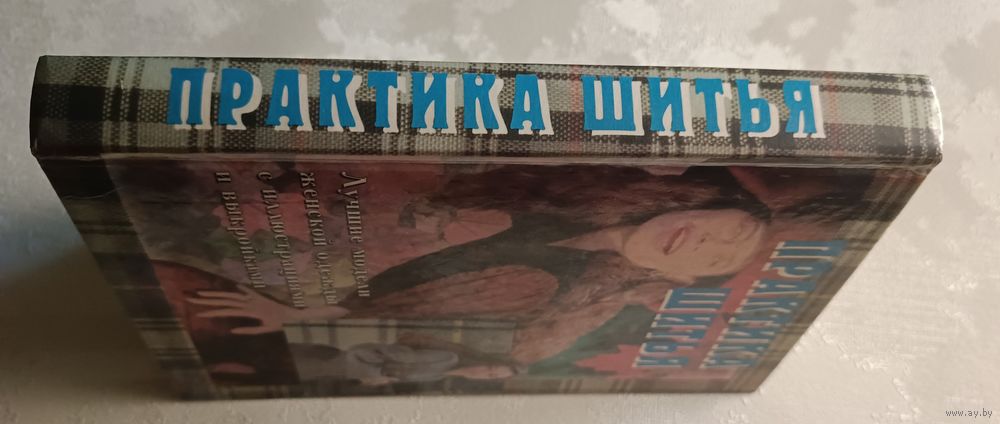 ПРАКТИКА ШИТЬЯ
ПРАКТИКА
ШИТЬЯ
Лучшие модели
женской одежды
с иллюстрациями
и выкройками
www.ay.by